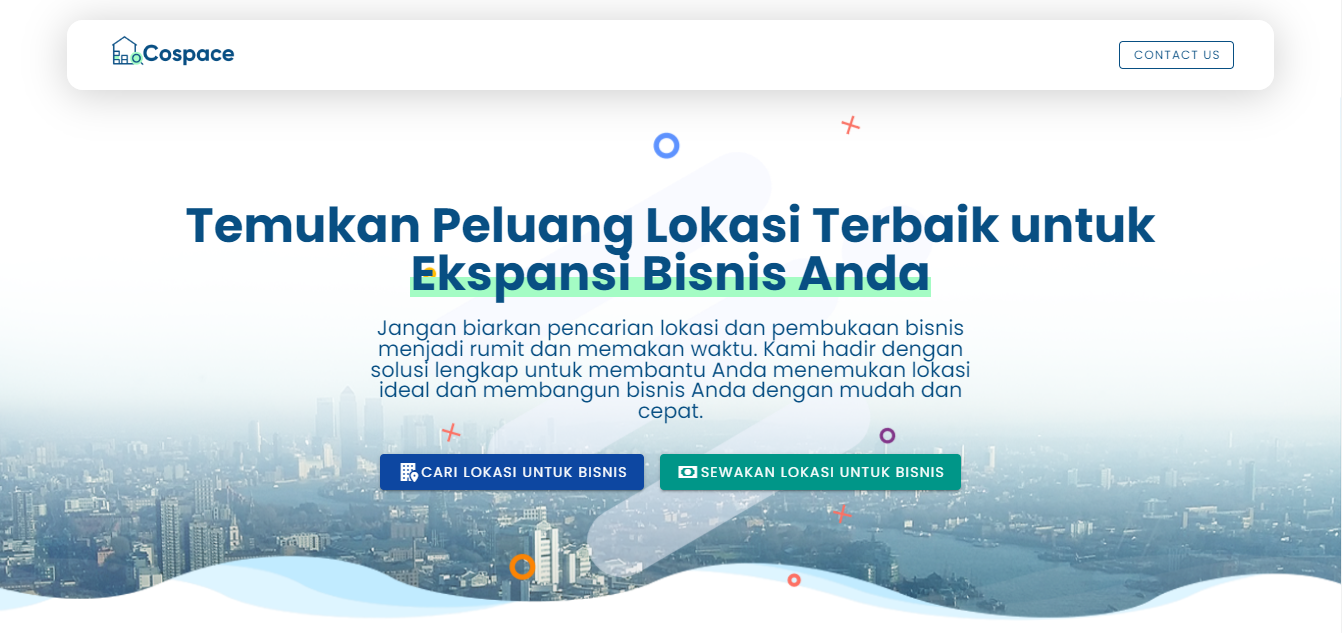 Cospace
CONTACT US
Temukan Peluang Lokasi Terbaik untuk
Ekspansi Bisnis Anda
Jangan biarkan pencarian lokasi dan pembukaan bisnis
menjadi rumit dan memakan waktu. Kami hadir dengan
solusi lengkap untuk membantu Anda menemukan lokasi
ideal dan membangun bisnis Anda dengan mudah dan
cepat.
CARI LOKASI UNTUK BISNIS
SEWAKAN LOKASI UNTUK BISNIS